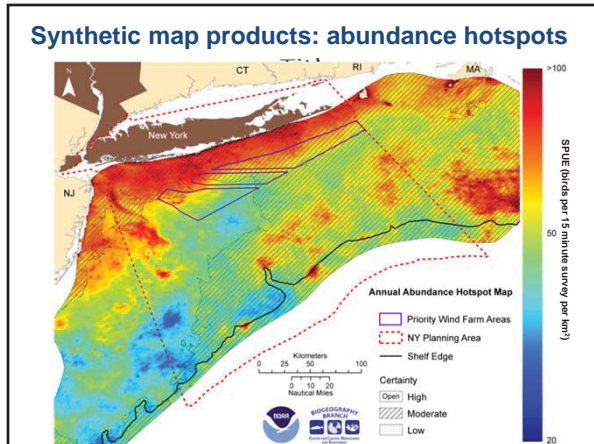 Synthetic map products: abundance hotspots
CT
RI
MA
N
New York
NJ
>100
50
20
SPUE (birds per 15 minute survey per km²)
Annual Abundance Hotspot Map
Priority Wind Farm Areas
NY Planning Area
Shelf Edge
Certainty
Open High
Moderate
Low
Kilometers
0 25 50 100
0 10 20
Nautical Miles
NOAA
BIOGEOGRAPHY
BRANCH